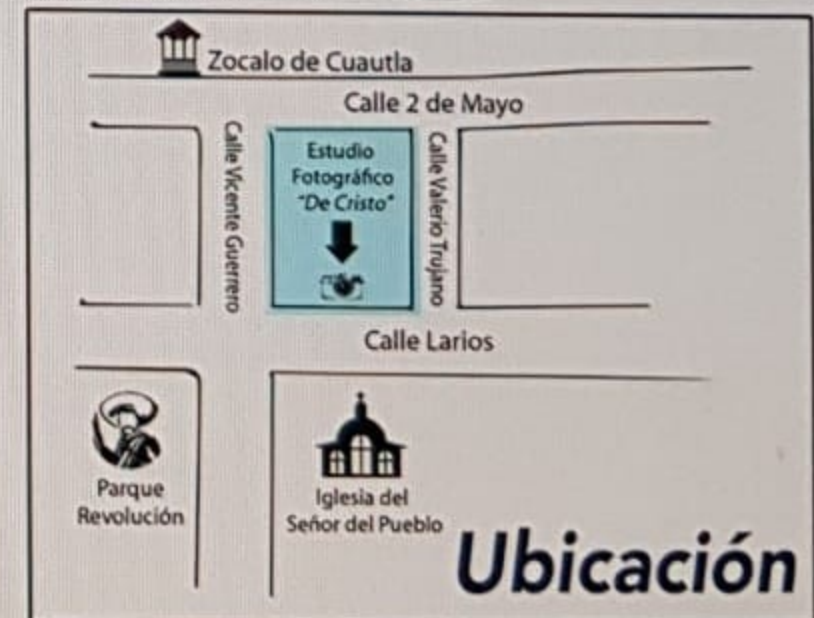 Zocalo de Cuautla
Calle 2 de Mayo
Calle Vicente Guerrero
Estudio
Fotográfico
"De Cristo"
Calle Valerio Trujano
Calle Larios
Parque
Revolución
Iglesia del
Señor del Pueblo
Ubicación